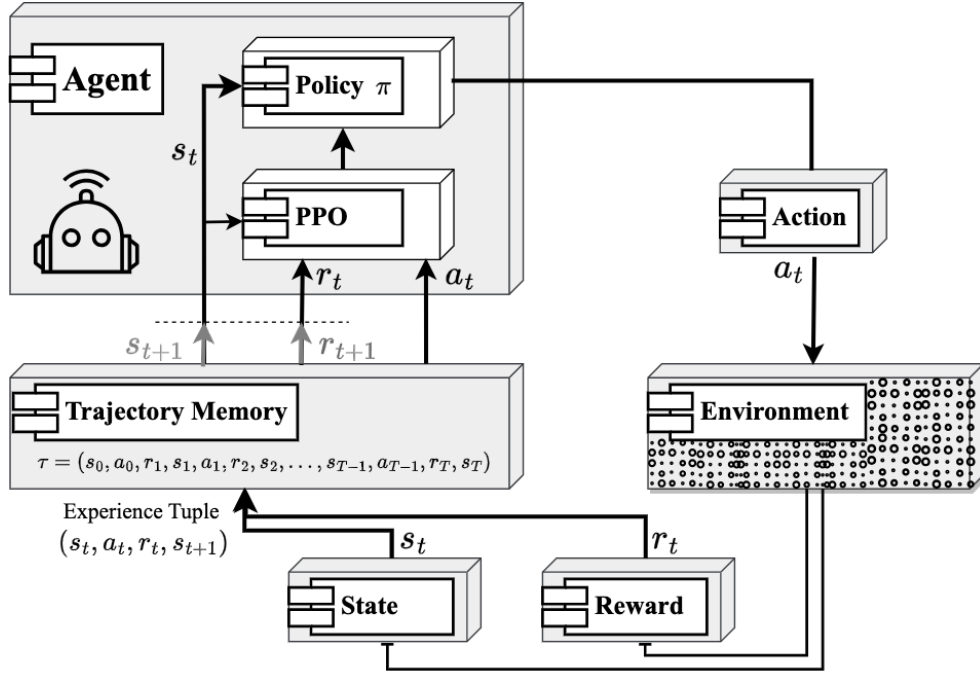 Agent
Policy π
s_t
PPO
Action
r_t
a_t
a_t
s_{t+1}
r_{t+1}
Trajectory Memory
Environment
τ = (s_0, a_0, r_1, s_1, a_1, r_2, s_2, . . . , s_{T−1}, a_{T−1}, r_T, s_T)
Experience Tuple
(s_t, a_t, r_t, s_{t+1})
s_t
r_t
State
Reward